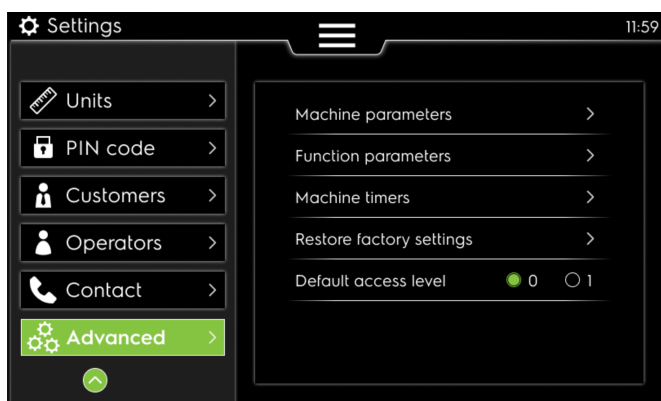 Settings
11:59
Units
PIN code
Customers
Operators
Contact
Advanced
Machine parameters
Function parameters
Machine timers
Restore factory settings
Default access level 0 1